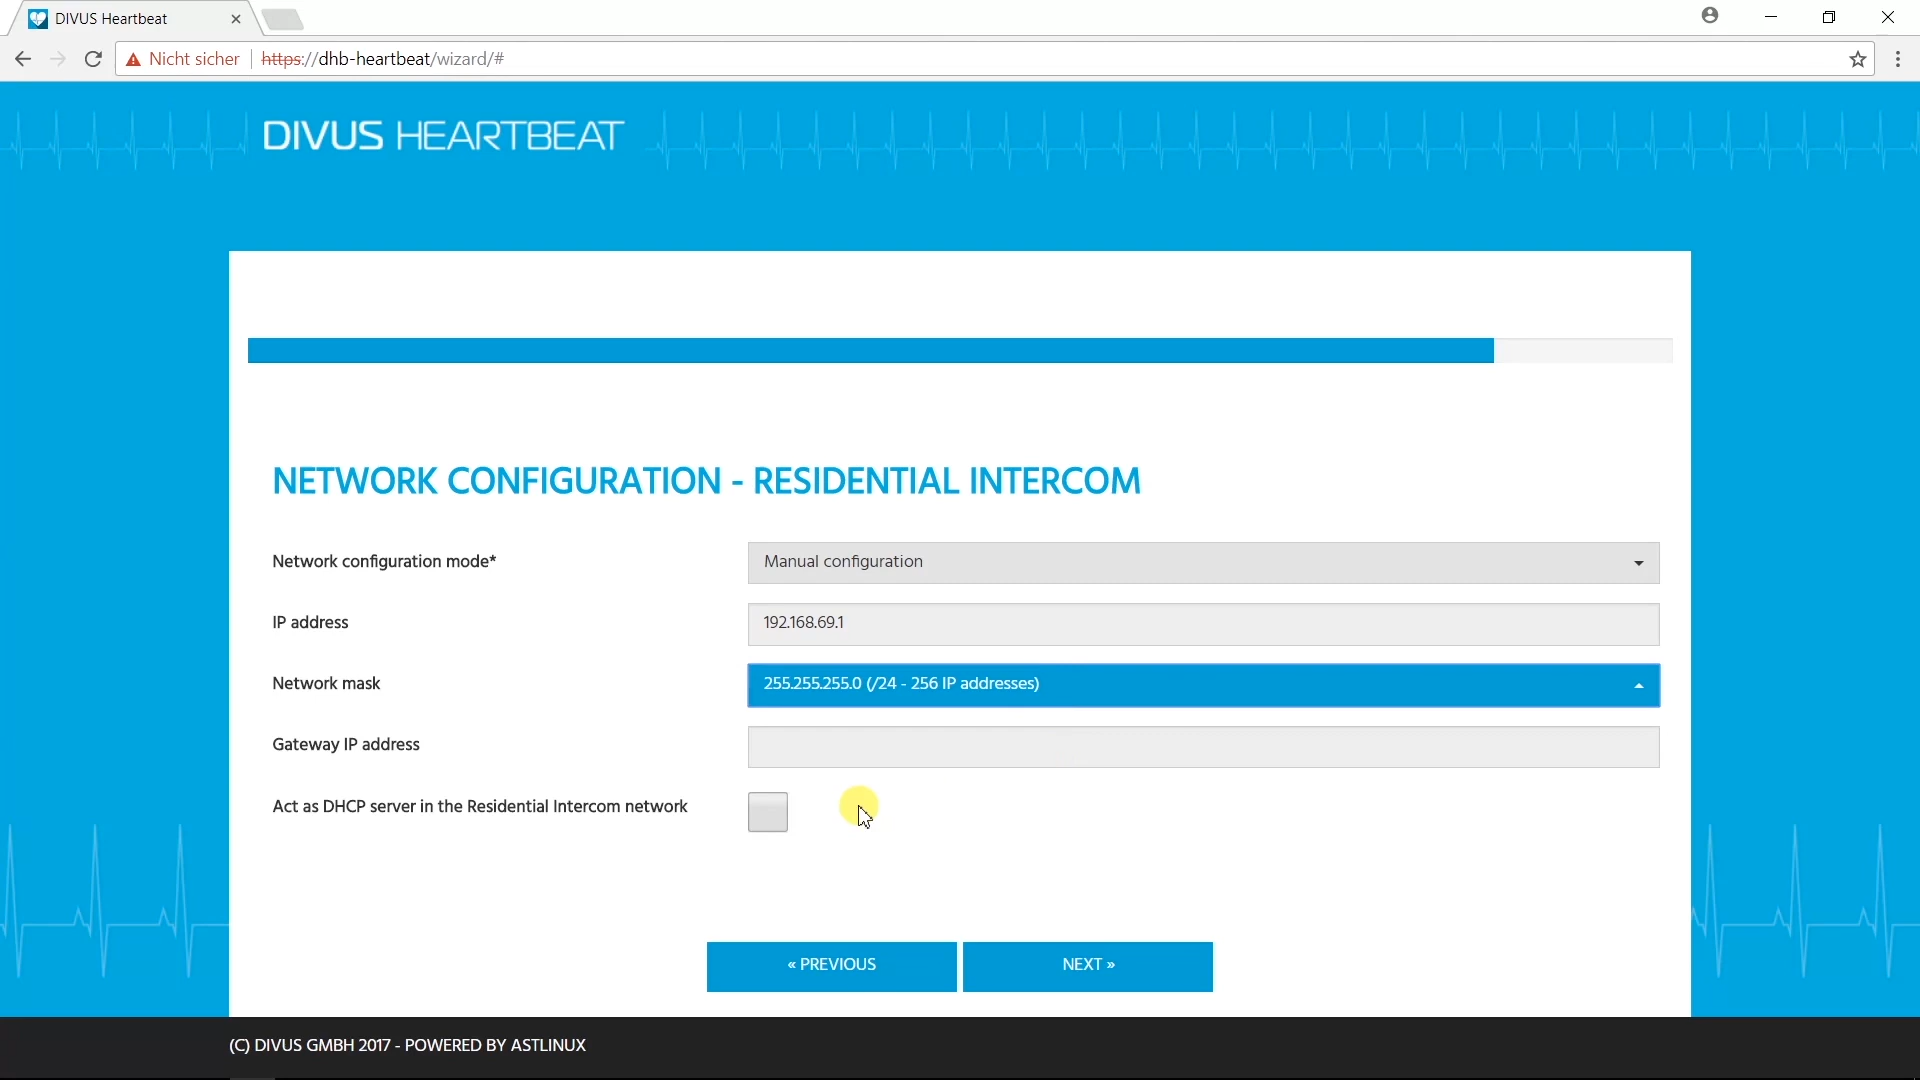 DIVUS Heartbeat
Nicht sicher https://dhb-heartbeat/wizard/#
DIVUS HEARTBEAT
NETWORK CONFIGURATION - RESIDENTIAL INTERCOM
Network configuration mode* Manual configuration
IP address 192.168.69.1
Network mask 255.255.255.0 (/24 - 256 IP addresses)
Gateway IP address
Act as DHCP server in the Residential Intercom network
« PREVIOUS NEXT »
(C) DIVUS GMBH 2017 - POWERED BY ASTLINUX